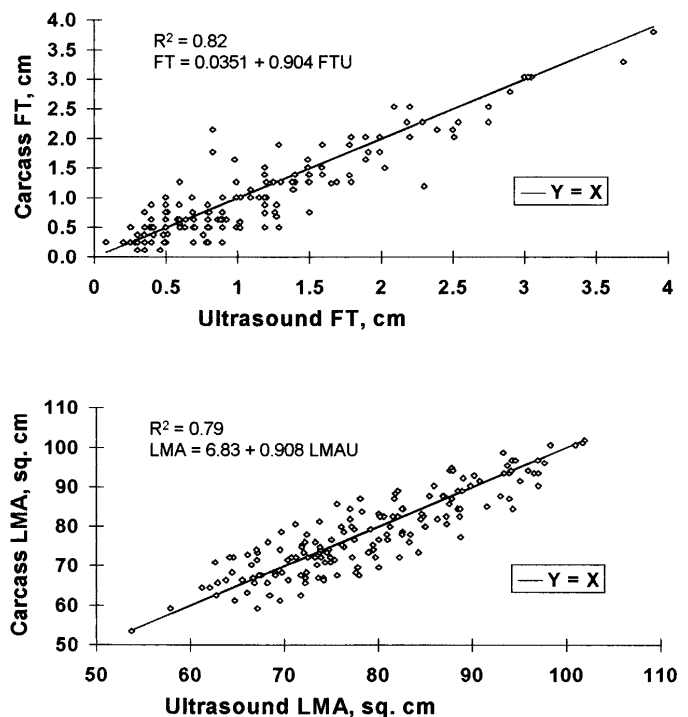 R² = 0.82
FT = 0.0351 + 0.904 FTU
4.0
3.5
3.0
2.5
2.0
1.5
1.0
0.5
0.0
Carcass FT, cm
Y = X
0 0.5 1 1.5 2 2.5 3 3.5 4
Ultrasound FT, cm
R² = 0.79
LMA = 6.83 + 0.908 LMAU
110
100
90
80
70
60
50
Carcass LMA, sq. cm
Y = X
50 60 70 80 90 100 110
Ultrasound LMA, sq. cm